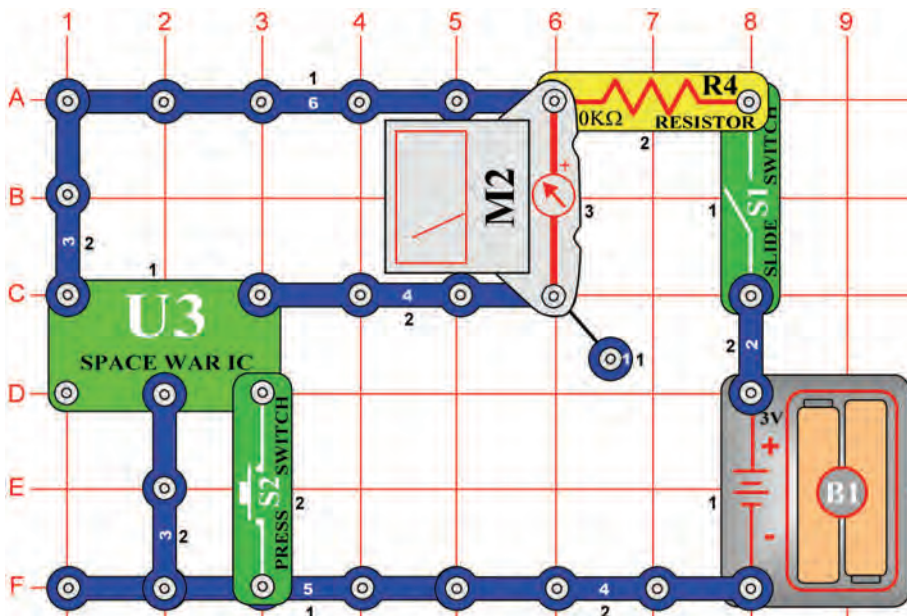 1 2 3 4 5 6 7 8 9
A
1
6
R4
0KΩ
RESISTOR
2
M2
+
3
B
3
2
1
S1
SLIDE SWITCH
1
C
U3
SPACE WAR IC
4
2
1
1
2
2
D
3V
+
B1
-
1
E
S2
PRESS SWITCH
2
3
2
F
5
1
4
2